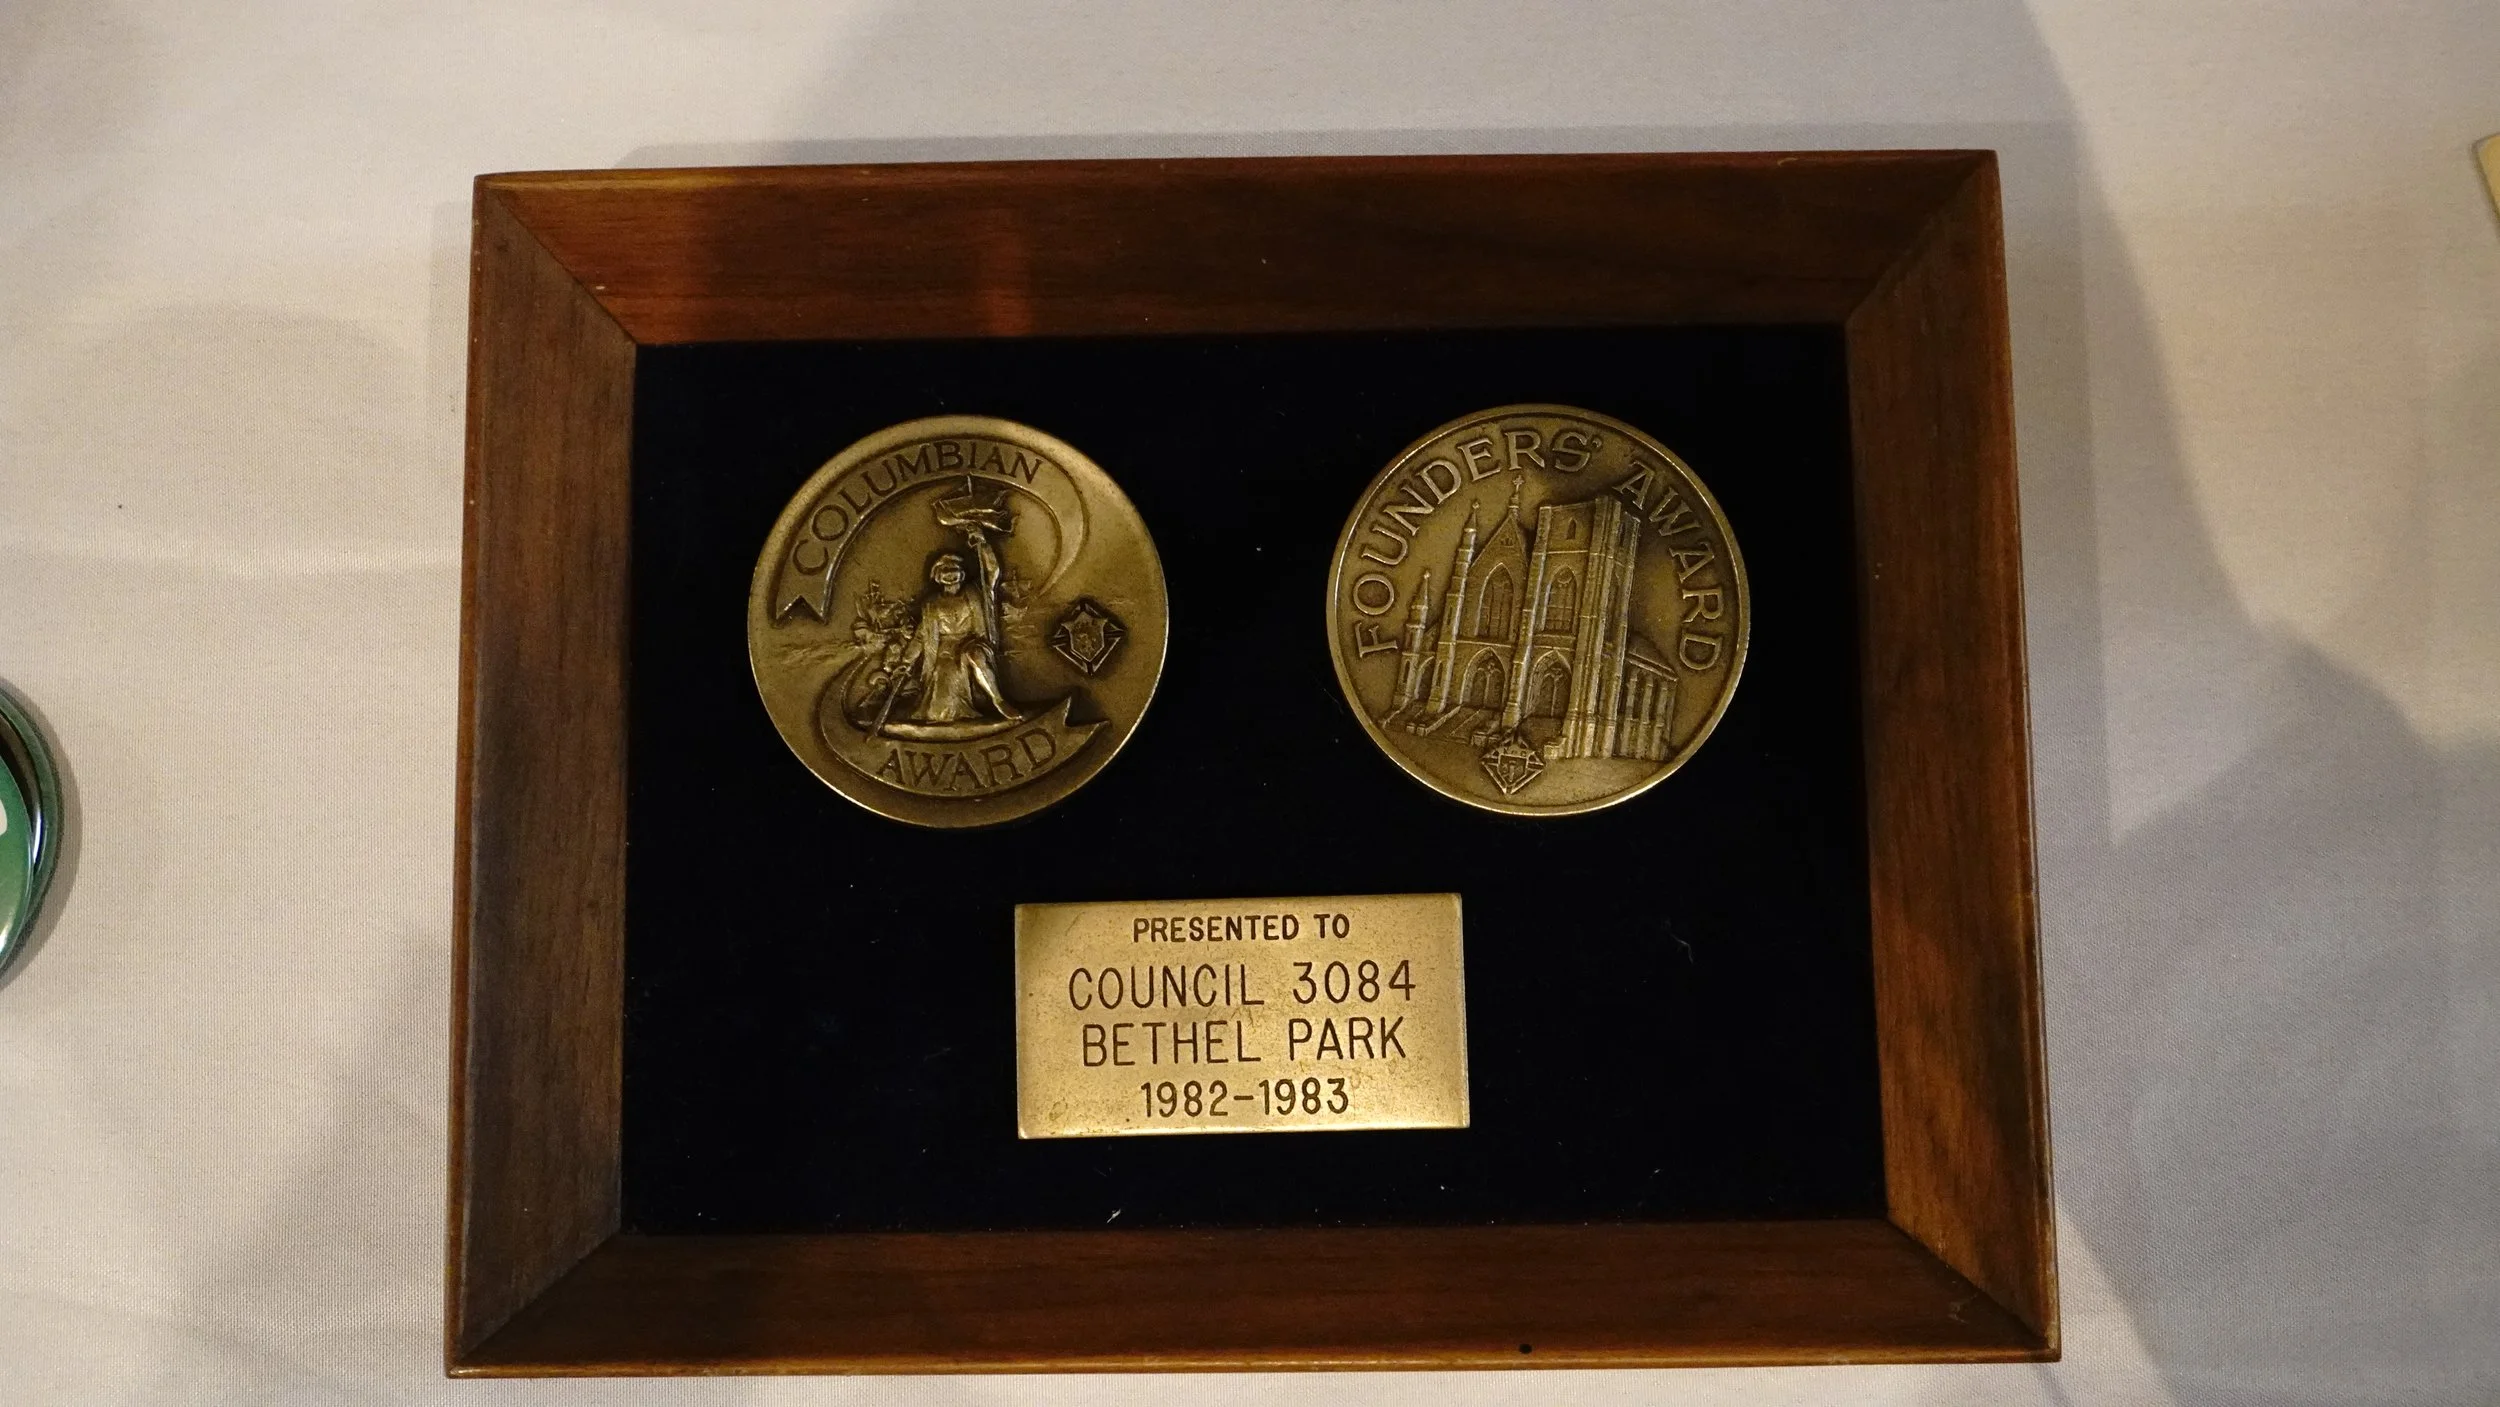 COLUMBIAN
AWARD
FOUNDERS' AWARD
PRESENTED TO
COUNCIL 3084
BETHEL PARK
1982-1983